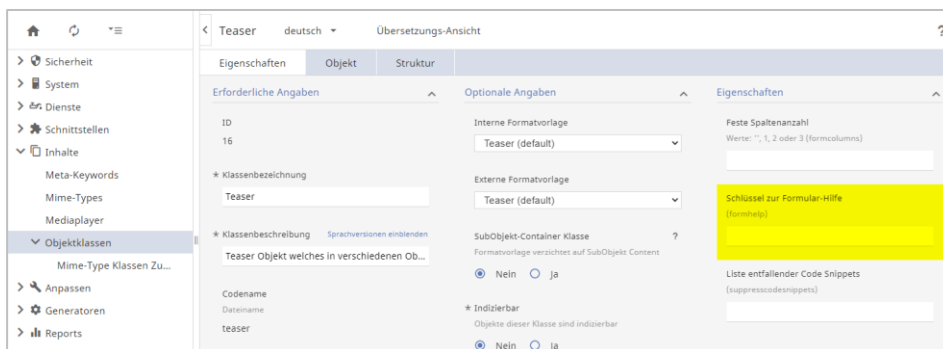 Teaser deutsch Übersetzungs-Ansicht ?
Sicherheit
System
Dienste
Schnittstellen
Inhalte
Meta-Keywords
Mime-Types
Mediaplayer
Objektklassen
Mime-Type Klassen Zu...
Anpassen
Generatoren
Reports
Eigenschaften Objekt Struktur
Erforderliche Angaben
ID
16
* Klassenbezeichnung
Teaser
* Klassenbeschreibung Sprachversionen einblenden
Teaser Objekt welches in verschiedenen Ob...
Codename
Dateiname
teaser
Optionale Angaben
Interne Formatvorlage
Teaser (default)
Externe Formatvorlage
Teaser (default)
SubObjekt-Container Klasse ?
Formatvorlage verzichtet auf SubObjekt Content
Nein Ja
* Indizierbar
Objekte dieser Klasse sind indizierbar
Nein Ja
Eigenschaften
Feste Spaltenanzahl
Werte: '', 1, 2 oder 3 (formcolumns)
Schlüssel zur Formular-Hilfe
(formhelp)
Liste entfallender Code Snippets
(suppresscodesnippets)